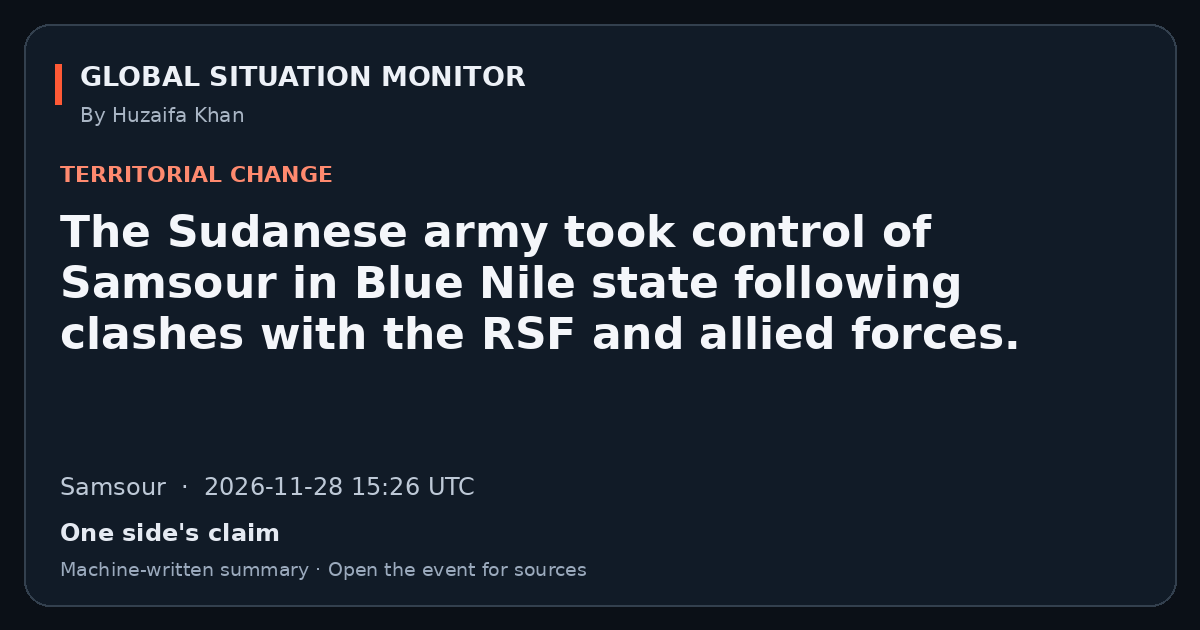 GLOBAL SITUATION MONITOR
By Huzaifa Khan
TERRITORIAL CHANGE
The Sudanese army took control of
Samsour in Blue Nile state following
clashes with the RSF and allied forces.
Samsour · 2026-11-28 15:26 UTC
One side's claim
Machine-written summary · Open the event for sources